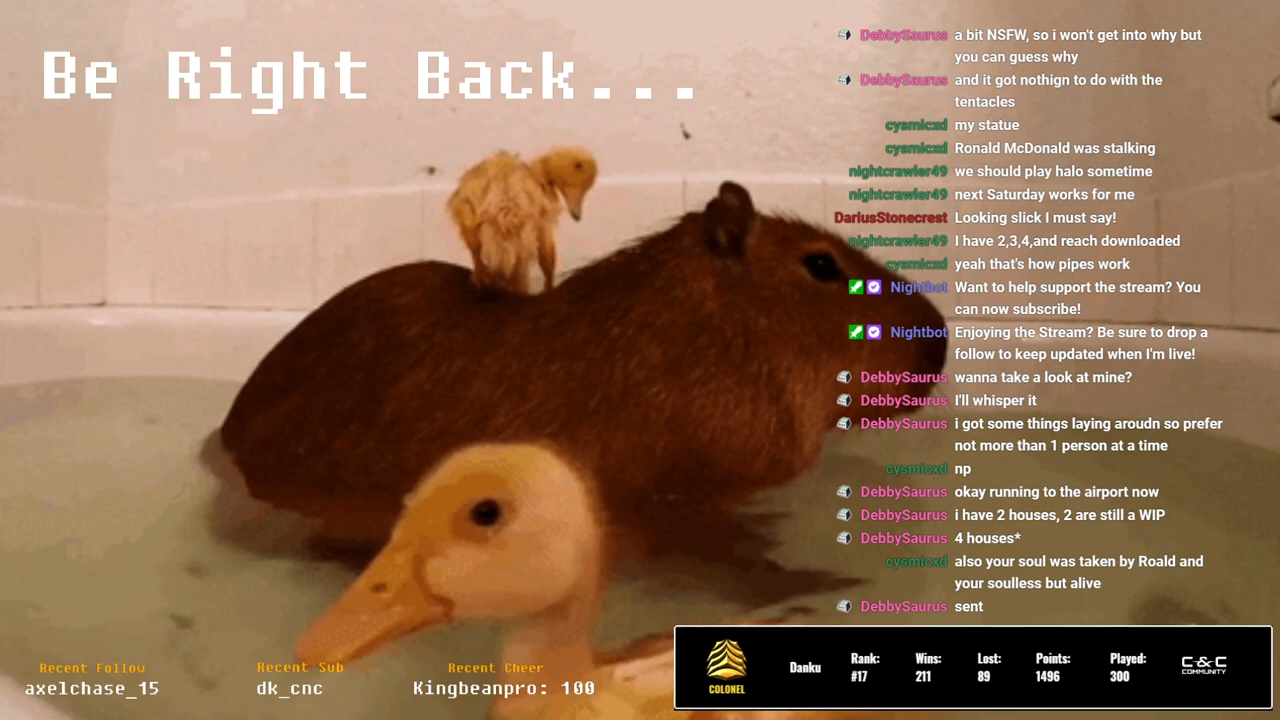 Be Right Back...
DebbySaurus a bit NSFW, so i won't get into why but
you can guess why
DebbySaurus and it got nothign to do with the
tentacles
cysmicxd my statue
cysmicxd Ronald McDonald was stalking
nightcrawler49 we should play halo sometime
nightcrawler49 next Saturday works for me
DariusStonecrest Looking slick I must say!
nightcrawler49 I have 2,3,4,and reach downloaded
cysmicxd yeah that's how pipes work
Nightbot Want to help support the stream? You
can now subscribe!
Nightbot Enjoying the Stream? Be sure to drop a
follow to keep updated when I'm live!
DebbySaurus wanna take a look at mine?
DebbySaurus I'll whisper it
DebbySaurus i got some things laying aroudn so prefer
not more than 1 person at a time
cysmicxd np
DebbySaurus okay running to the airport now
DebbySaurus i have 2 houses, 2 are still a WIP
DebbySaurus 4 houses*
cysmicxd also your soul was taken by Roald and
your soulless but alive
DebbySaurus sent
Recent Follow
axelchase_15
Recent Sub
dk_cnc
Recent Cheer
Kingbeanpro: 100
COLONEL
Danku
Rank:
#17
Wins:
211
Lost:
89
Points:
1496
Played:
300
C&C
COMMUNITY